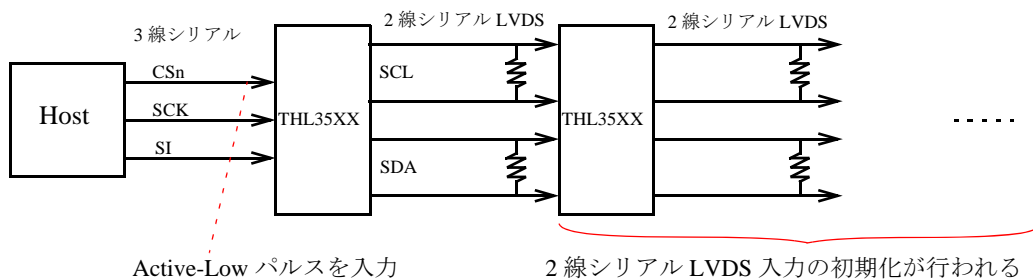 3 線シリアル
2 線シリアル LVDS
2 線シリアル LVDS
Host
CSn
SCK
SI
THL35XX
SCL
SDA
THL35XX
Active-Low パルスを入力
2 線シリアル LVDS 入力の初期化が行われる